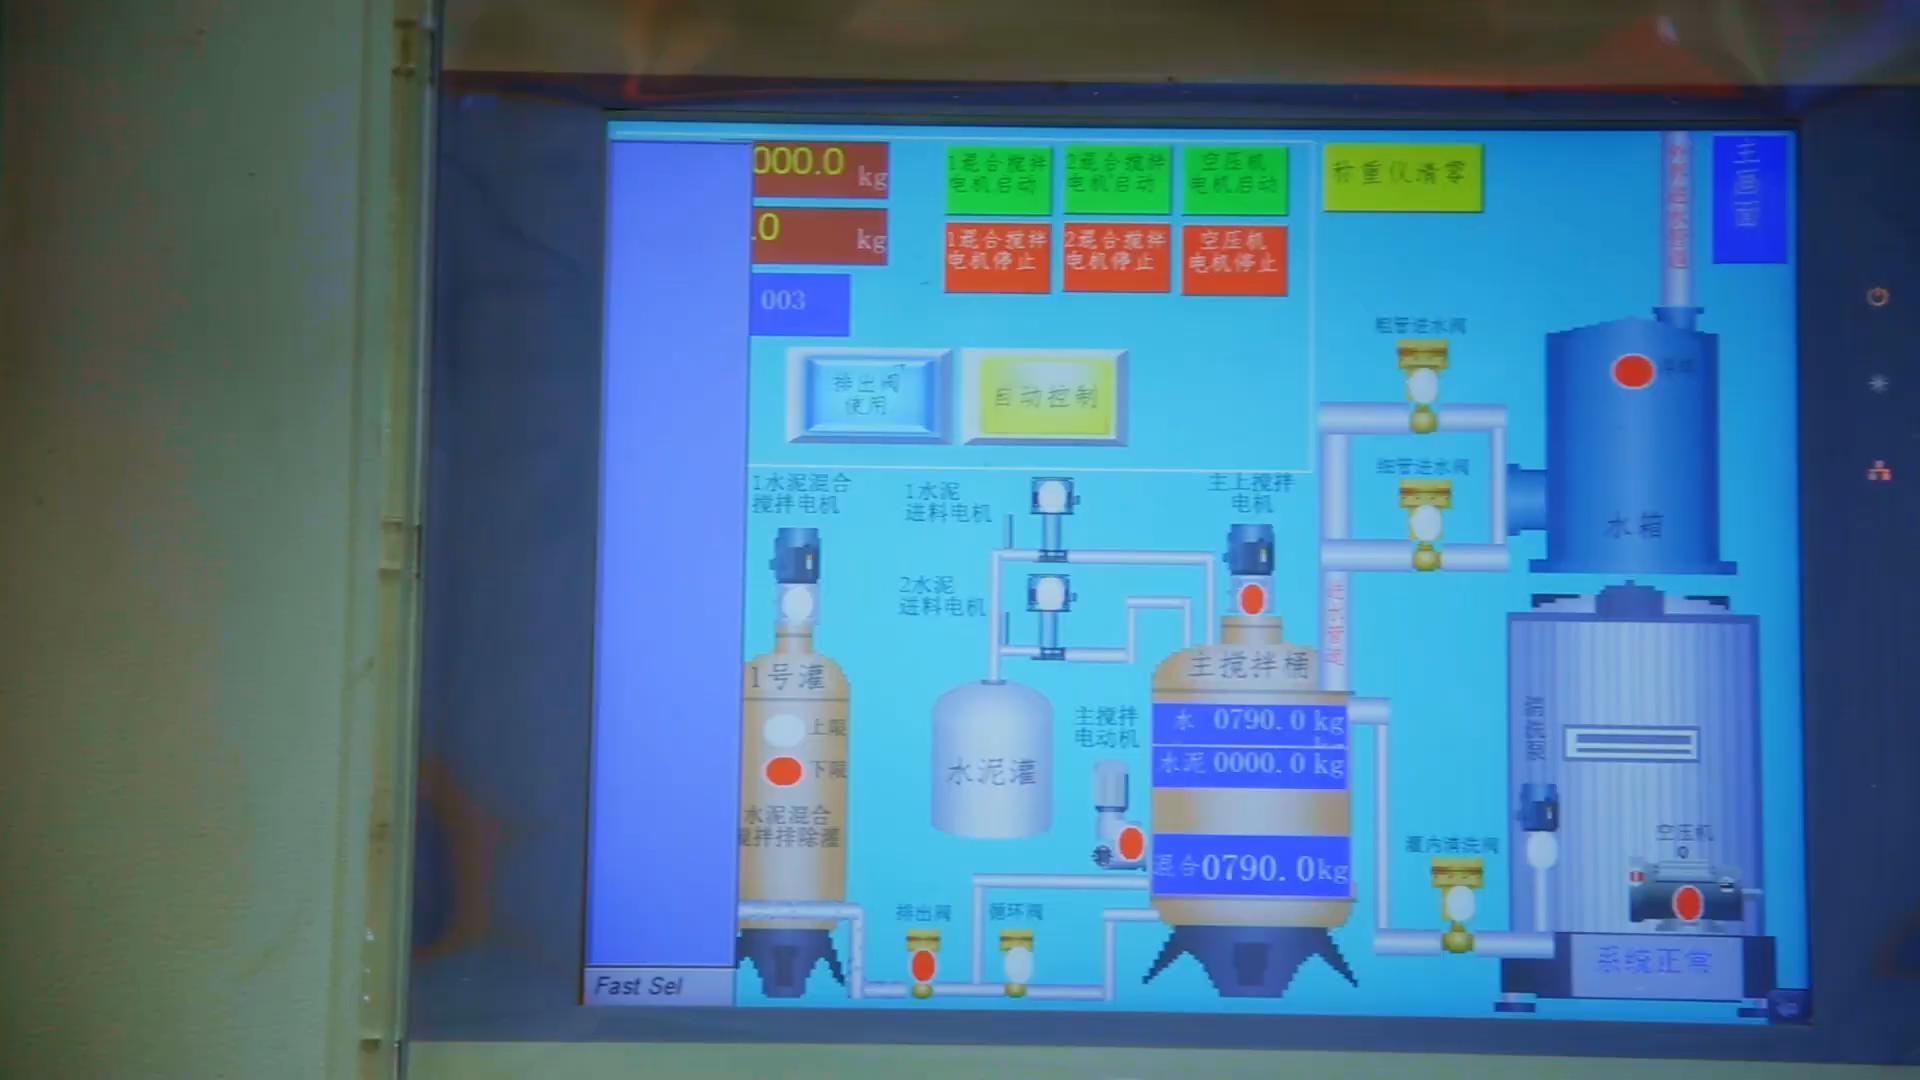 000.0 kg
.0 kg
003
1混合搅拌
电机启动
2混合搅拌
电机启动
空压机
电机启动
1混合搅拌
电机停止
2混合搅拌
电机停止
空压机
电机停止
称重仪清零
主画面
排出阀
使用
自动控制
粗管进水阀
细管进水阀
水箱
1水泥混合
搅拌电机
1水泥
进料电机
2水泥
进料电机
主上搅拌
电机
1号灌
上限
下限
水泥混合
搅拌排除灌
水泥灌
主搅拌
电动机
主搅拌桶
水 0790.0 kg
水泥 0000.0 kg
混合0790.0kg
进水管道
排出阀
循环阀
灌内清洗阀
空压机
0
系统正常
Fast Sel